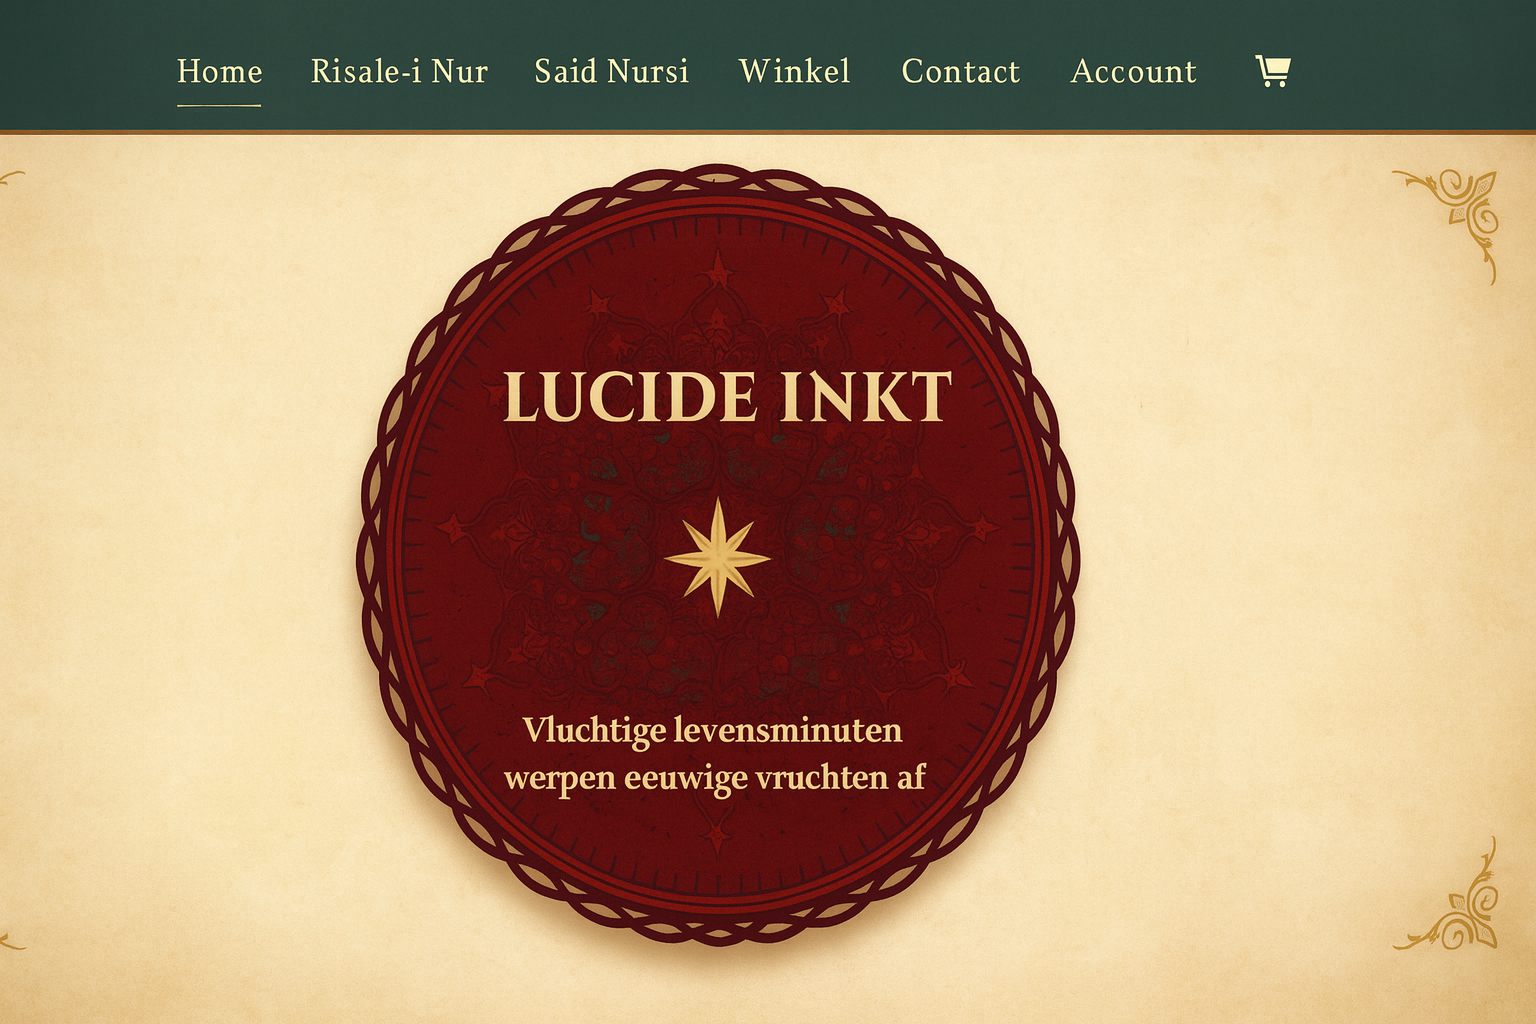 Home Risale-i Nur Said Nursi Winkel Contact Account
LUCIDE INKT
Vluchtige levensminuten
werpen eeuwige vruchten af